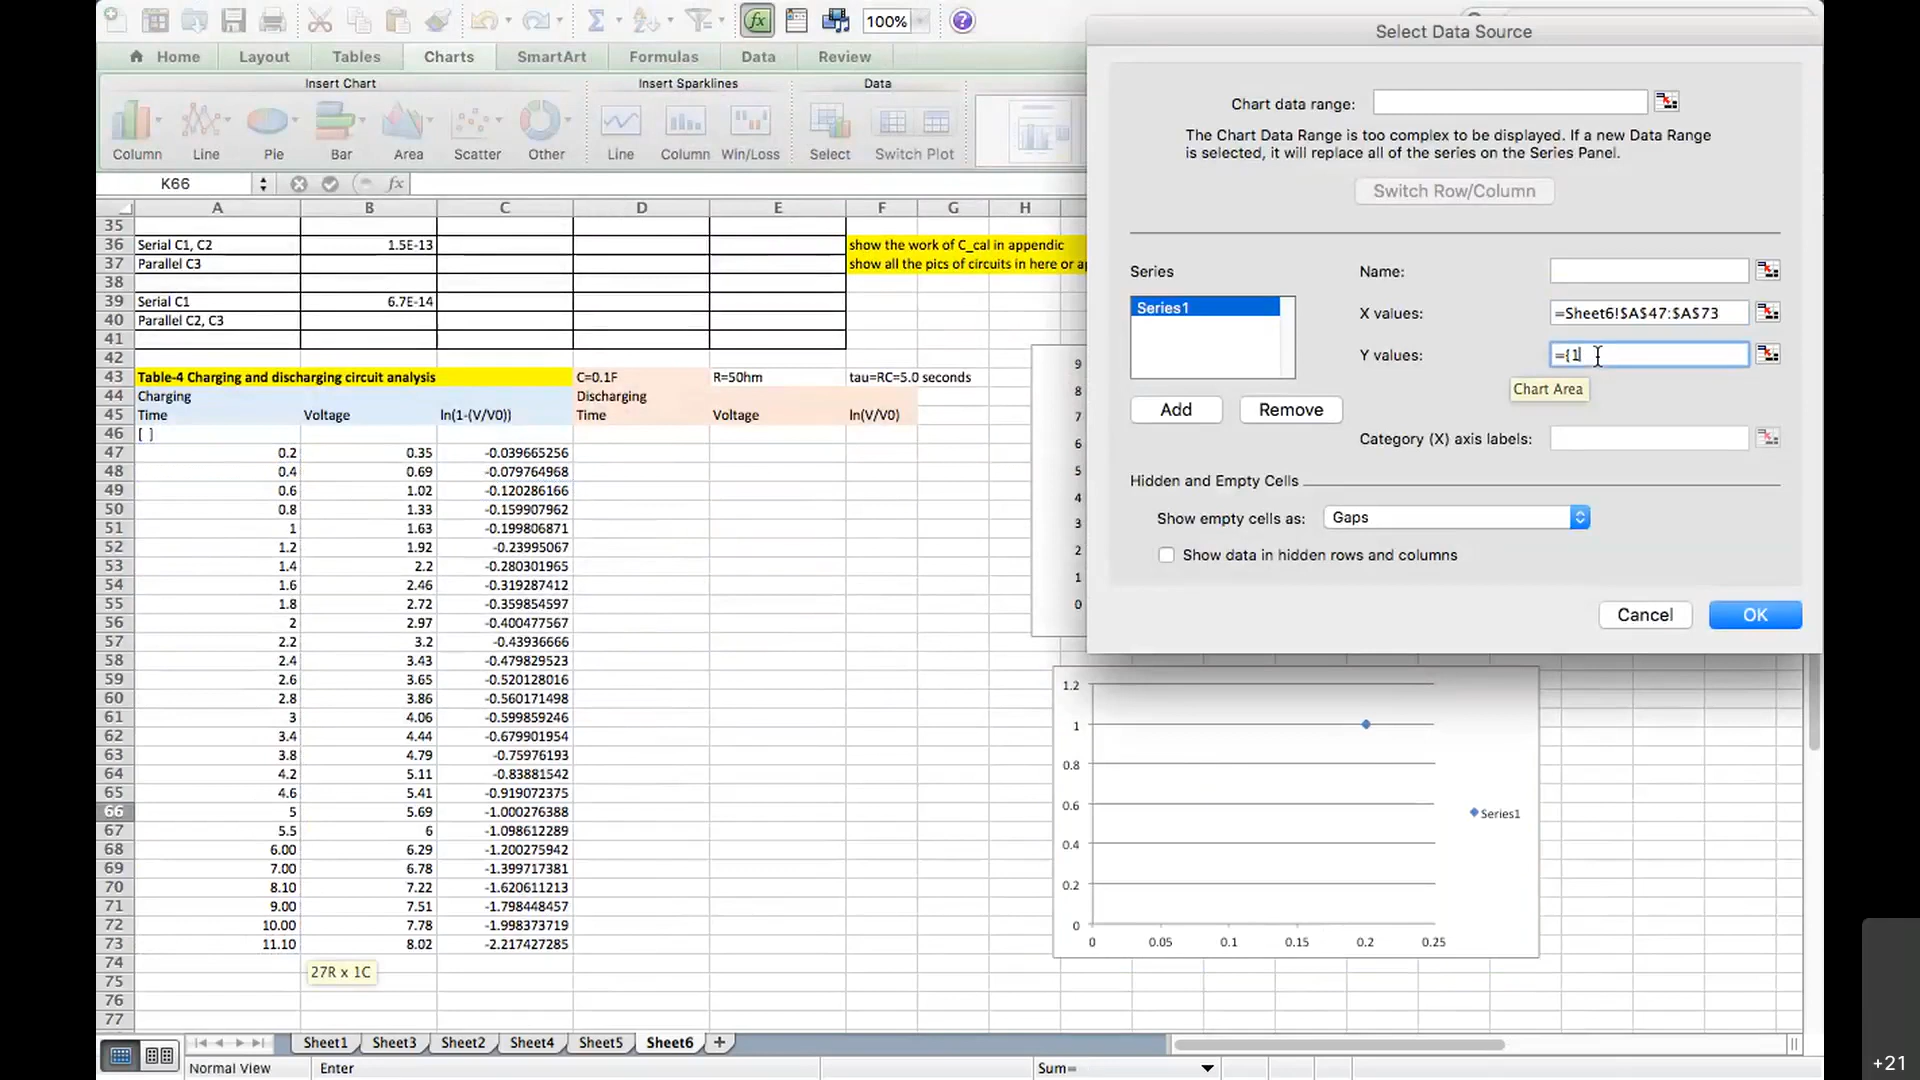 100%
Select Data Source
Home Layout Tables Charts SmartArt Formulas Data Review
Insert Chart Insert Sparklines Data
Column Line Pie Bar Area Scatter Other Line Column Win/Loss Select Switch Plot
K66 fx
Chart data range:
The Chart Data Range is too complex to be displayed. If a new Data Range
is selected, it will replace all of the series on the Series Panel.
Switch Row/Column
Series
Series1
Add Remove
Name:
X values: =Sheet6!$A$47:$A$73
Y values: ={1
Chart Area
Category (X) axis labels:
Hidden and Empty Cells
Show empty cells as: Gaps
Show data in hidden rows and columns
Cancel OK
A B C D E F G H
35
36 Serial C1, C2 1.5E-13 show the work of C_cal in appendic
37 Parallel C3 show all the pics of circuits in here or a
38
39 Serial C1 6.7E-14
40 Parallel C2, C3
41
42
43 Table-4 Charging and discharging circuit analysis C=0.1F R=50hm tau=RC=5.0 seconds
44 Charging Discharging
45 Time Voltage ln(1-(V/V0)) Time Voltage ln(V/V0)
46 [ ]
47 0.2 0.35 -0.039665256
48 0.4 0.69 -0.079764968
49 0.6 1.02 -0.120286166
50 0.8 1.33 -0.159907962
51 1 1.63 -0.199806871
52 1.2 1.92 -0.23995067
53 1.4 2.2 -0.280301965
54 1.6 2.46 -0.319287412
55 1.8 2.72 -0.359854597
56 2 2.97 -0.400477567
57 2.2 3.2 -0.43936666
58 2.4 3.43 -0.479829523
59 2.6 3.65 -0.520128016
60 2.8 3.86 -0.560171498
61 3 4.06 -0.599859246
62 3.4 4.44 -0.679901954
63 3.8 4.79 -0.75976193
64 4.2 5.11 -0.83881542
65 4.6 5.41 -0.919072375
66 5 5.69 -1.000276388
67 5.5 6 -1.098612289
68 6.00 6.29 -1.200275942
69 7.00 6.78 -1.399717381
70 8.10 7.22 -1.620611213
71 9.00 7.51 -1.798448457
72 10.00 7.78 -1.998373719
73 11.10 8.02 -2.217427285
74
75
76
77
27R x 1C
9
8
7
6
5
4
3
2
1
0
1.2
1
0.8
0.6
0.4
0.2
0
0 0.05 0.1 0.15 0.2 0.25
Series1
Sheet1 Sheet3 Sheet2 Sheet4 Sheet5 Sheet6 +
Normal View Enter Sum=
+21